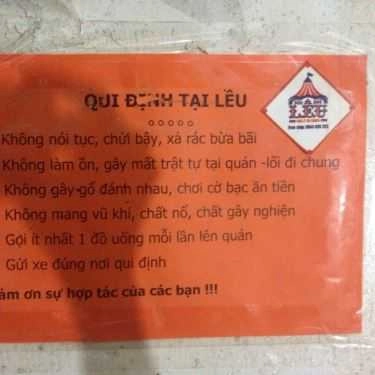 QUI ĐỊNH TẠI LỀU
LEU
Không nói tục, chửi bậy, xả rác bừa bãi
Không làm ồn, gây mất trật tự tại quán -lối đi chung
Không gây gổ đánh nhau, chơi cờ bạc ăn tiền
Không mang vũ khí, chất nổ, chất gây nghiện
Gọi ít nhất 1 đồ uống mỗi lần lên quán
Gửi xe đúng nơi qui định
ảm ơn sự hợp tác của các bạn !!!